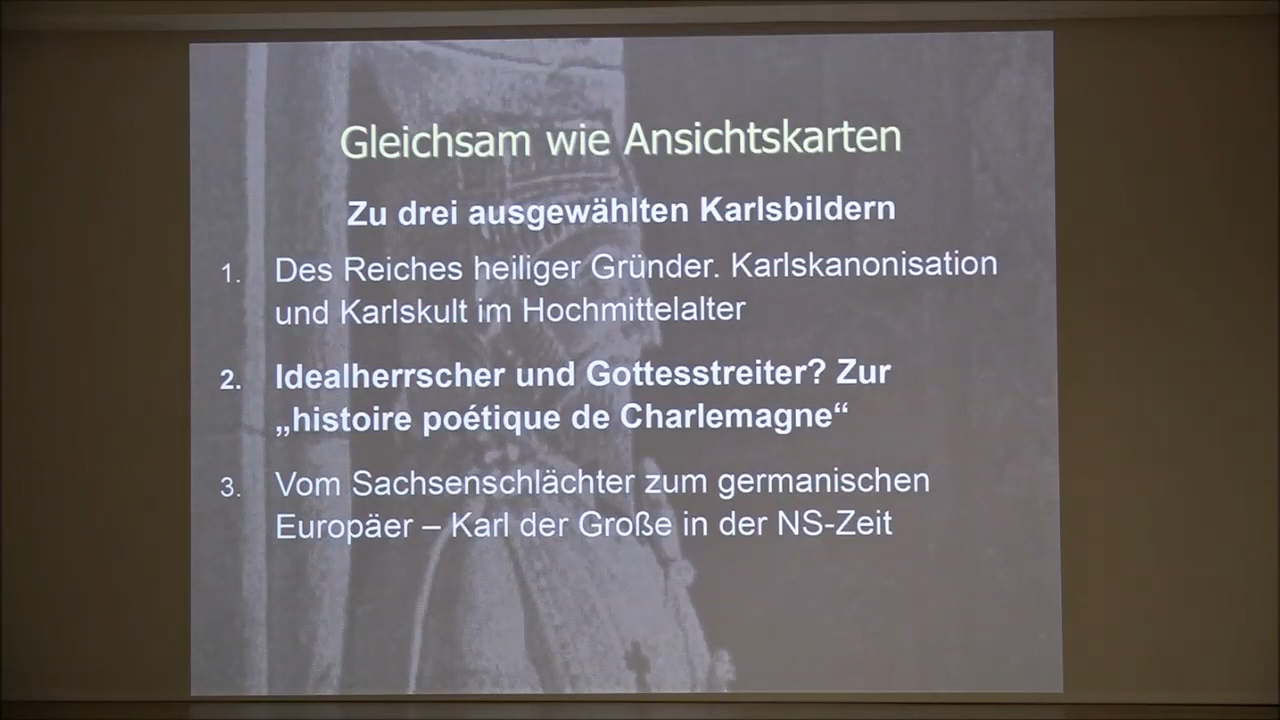 Gleichsam wie Ansichtskarten
Zu drei ausgewählten Karlsbildern
1. Des Reiches heiliger Gründer. Karlskanonisation
und Karlskult im Hochmittelalter
2. Idealherrscher und Gottesstreiter? Zur
„histoire poétique de Charlemagne“
3. Vom Sachsenschlächter zum germanischen
Europäer – Karl der Große in der NS-Zeit